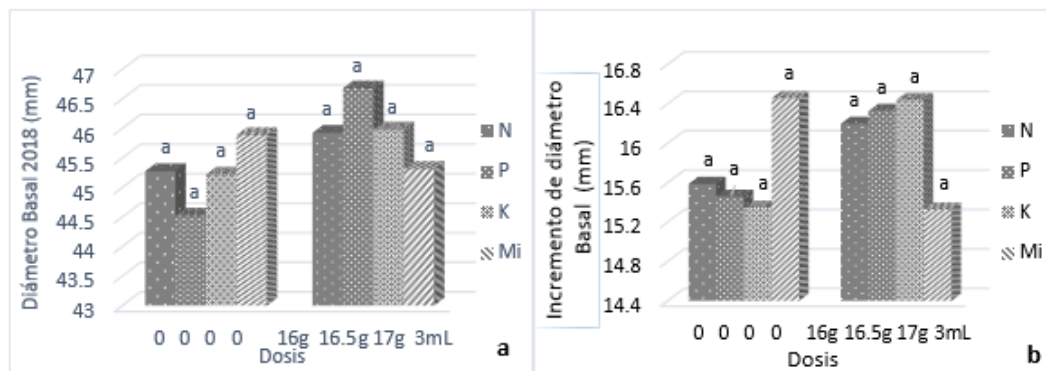 Diámetro Basal 2018 (mm)
47
46.5
46
45.5
45
44.5
44
43.5
43
a
a
a
a
a
a
a
a
N
P
K
Mi
0 0 0 0 16g 16.5g 17g 3mL
Dosis
a
Incremento de diámetro
Basal (mm)
16.8
16.4
16
15.6
15.2
14.8
14.4
a
a
a
a
a
a
a
a
N
P
K
Mi
0 0 0 0 16g 16.5g 17g 3mL
Dosis
b